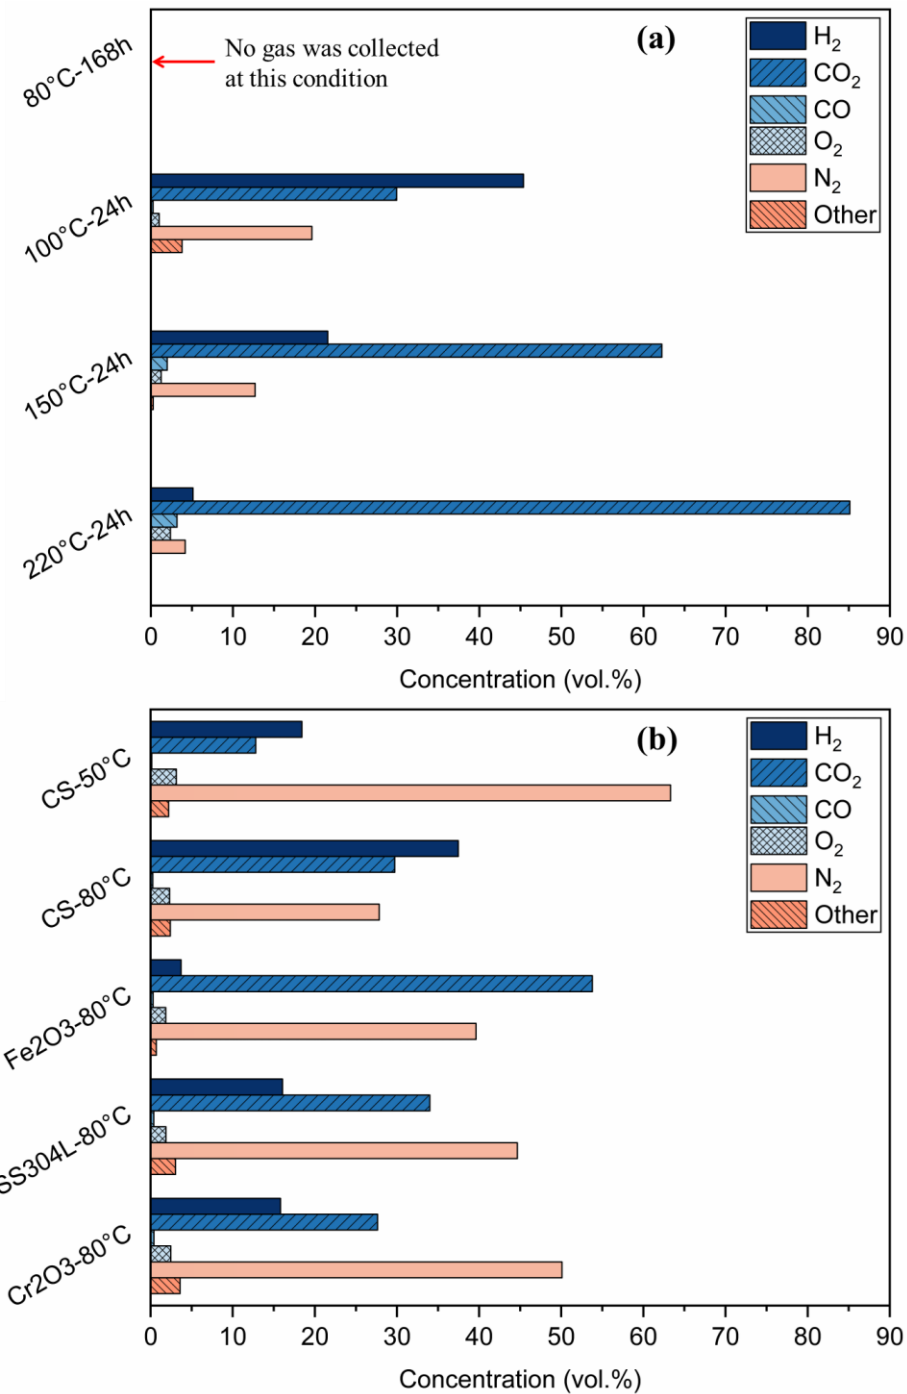 (a)
80°C-168h
No gas was collected
at this condition
100°C-24h
150°C-24h
220°C-24h
H₂
CO₂
CO
O₂
N₂
Other
0 10 20 30 40 50 60 70 80 90
Concentration (vol.%)
(b)
CS-50°C
CS-80°C
Fe2O3-80°C
SS304L-80°C
Cr2O3-80°C
H₂
CO₂
CO
O₂
N₂
Other
0 10 20 30 40 50 60 70 80 90
Concentration (vol.%)